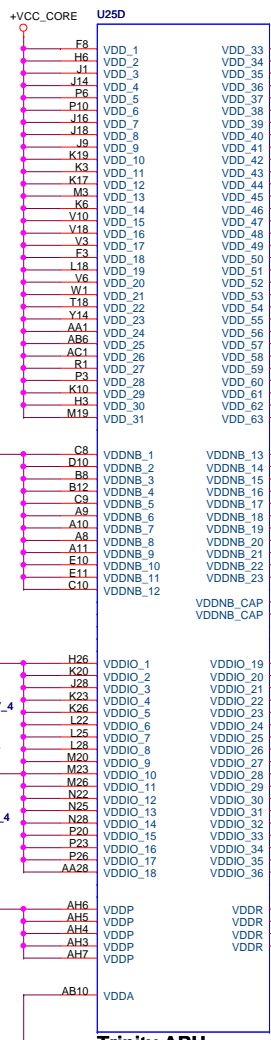 +VCC_CORE U25D
F8 VDD_1 VDD_33
H6 VDD_2 VDD_34
J1 VDD_3 VDD_35
J14 VDD_4 VDD_36
P6 VDD_5 VDD_37
P10 VDD_6 VDD_38
J16 VDD_7 VDD_39
J18 VDD_8 VDD_40
J9 VDD_9 VDD_41
K19 VDD_10 VDD_42
K3 VDD_11 VDD_43
K17 VDD_12 VDD_44
M3 VDD_13 VDD_45
K6 VDD_14 VDD_46
V10 VDD_15 VDD_47
V18 VDD_16 VDD_48
V3 VDD_17 VDD_49
F3 VDD_18 VDD_50
L18 VDD_19 VDD_51
V6 VDD_20 VDD_52
W1 VDD_21 VDD_53
T18 VDD_22 VDD_54
Y14 VDD_23 VDD_55
AA1 VDD_24 VDD_56
AB6 VDD_25 VDD_57
AC1 VDD_26 VDD_58
R1 VDD_27 VDD_59
P3 VDD_28 VDD_60
K10 VDD_29 VDD_61
H3 VDD_30 VDD_62
M19 VDD_31 VDD_63
C8 VDDNB_1 VDDNB_13
D10 VDDNB_2 VDDNB_14
B8 VDDNB_3 VDDNB_15
B12 VDDNB_4 VDDNB_16
C9 VDDNB_5 VDDNB_17
A9 VDDNB_6 VDDNB_18
A10 VDDNB_7 VDDNB_19
A8 VDDNB_8 VDDNB_20
A11 VDDNB_9 VDDNB_21
E10 VDDNB_10 VDDNB_22
E11 VDDNB_11 VDDNB_23
C10 VDDNB_12
VDDNB_CAP
VDDNB_CAP
H26 VDDIO_1 VDDIO_19
K20 VDDIO_2 VDDIO_20
J28 VDDIO_3 VDDIO_21
K23 VDDIO_4 VDDIO_22
_4 K26 VDDIO_5 VDDIO_23
L22 VDDIO_6 VDDIO_24
L25 VDDIO_7 VDDIO_25
L28 VDDIO_8 VDDIO_26
M20 VDDIO_9 VDDIO_27
M23 VDDIO_10 VDDIO_28
M26 VDDIO_11 VDDIO_29
N22 VDDIO_12 VDDIO_30
N25 VDDIO_13 VDDIO_31
_4 N28 VDDIO_14 VDDIO_32
P20 VDDIO_15 VDDIO_33
P23 VDDIO_16 VDDIO_34
P26 VDDIO_17 VDDIO_35
AA28 VDDIO_18 VDDIO_36
AH6 VDDP VDDR
AH5 VDDP VDDR
AH4 VDDP VDDR
AH3 VDDP VDDR
AH7 VDDP
AB10 VDDA
Trinity APU